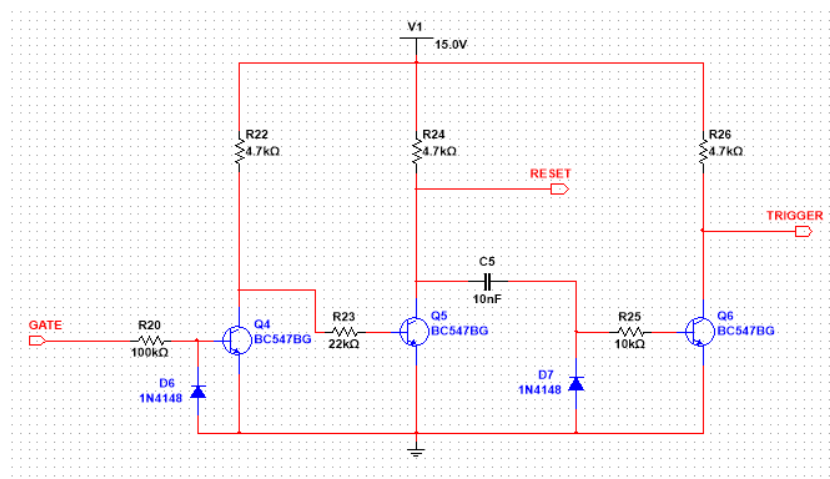 V1
15.0V
R22
4.7kΩ
R24
4.7kΩ
R26
4.7kΩ
RESET
TRIGGER
C5
10nF
GATE
R20
100kΩ
Q4
BC547BG
R23
22kΩ
Q5
BC547BG
R25
10kΩ
Q6
BC547BG
D6
1N4148
D7
1N4148